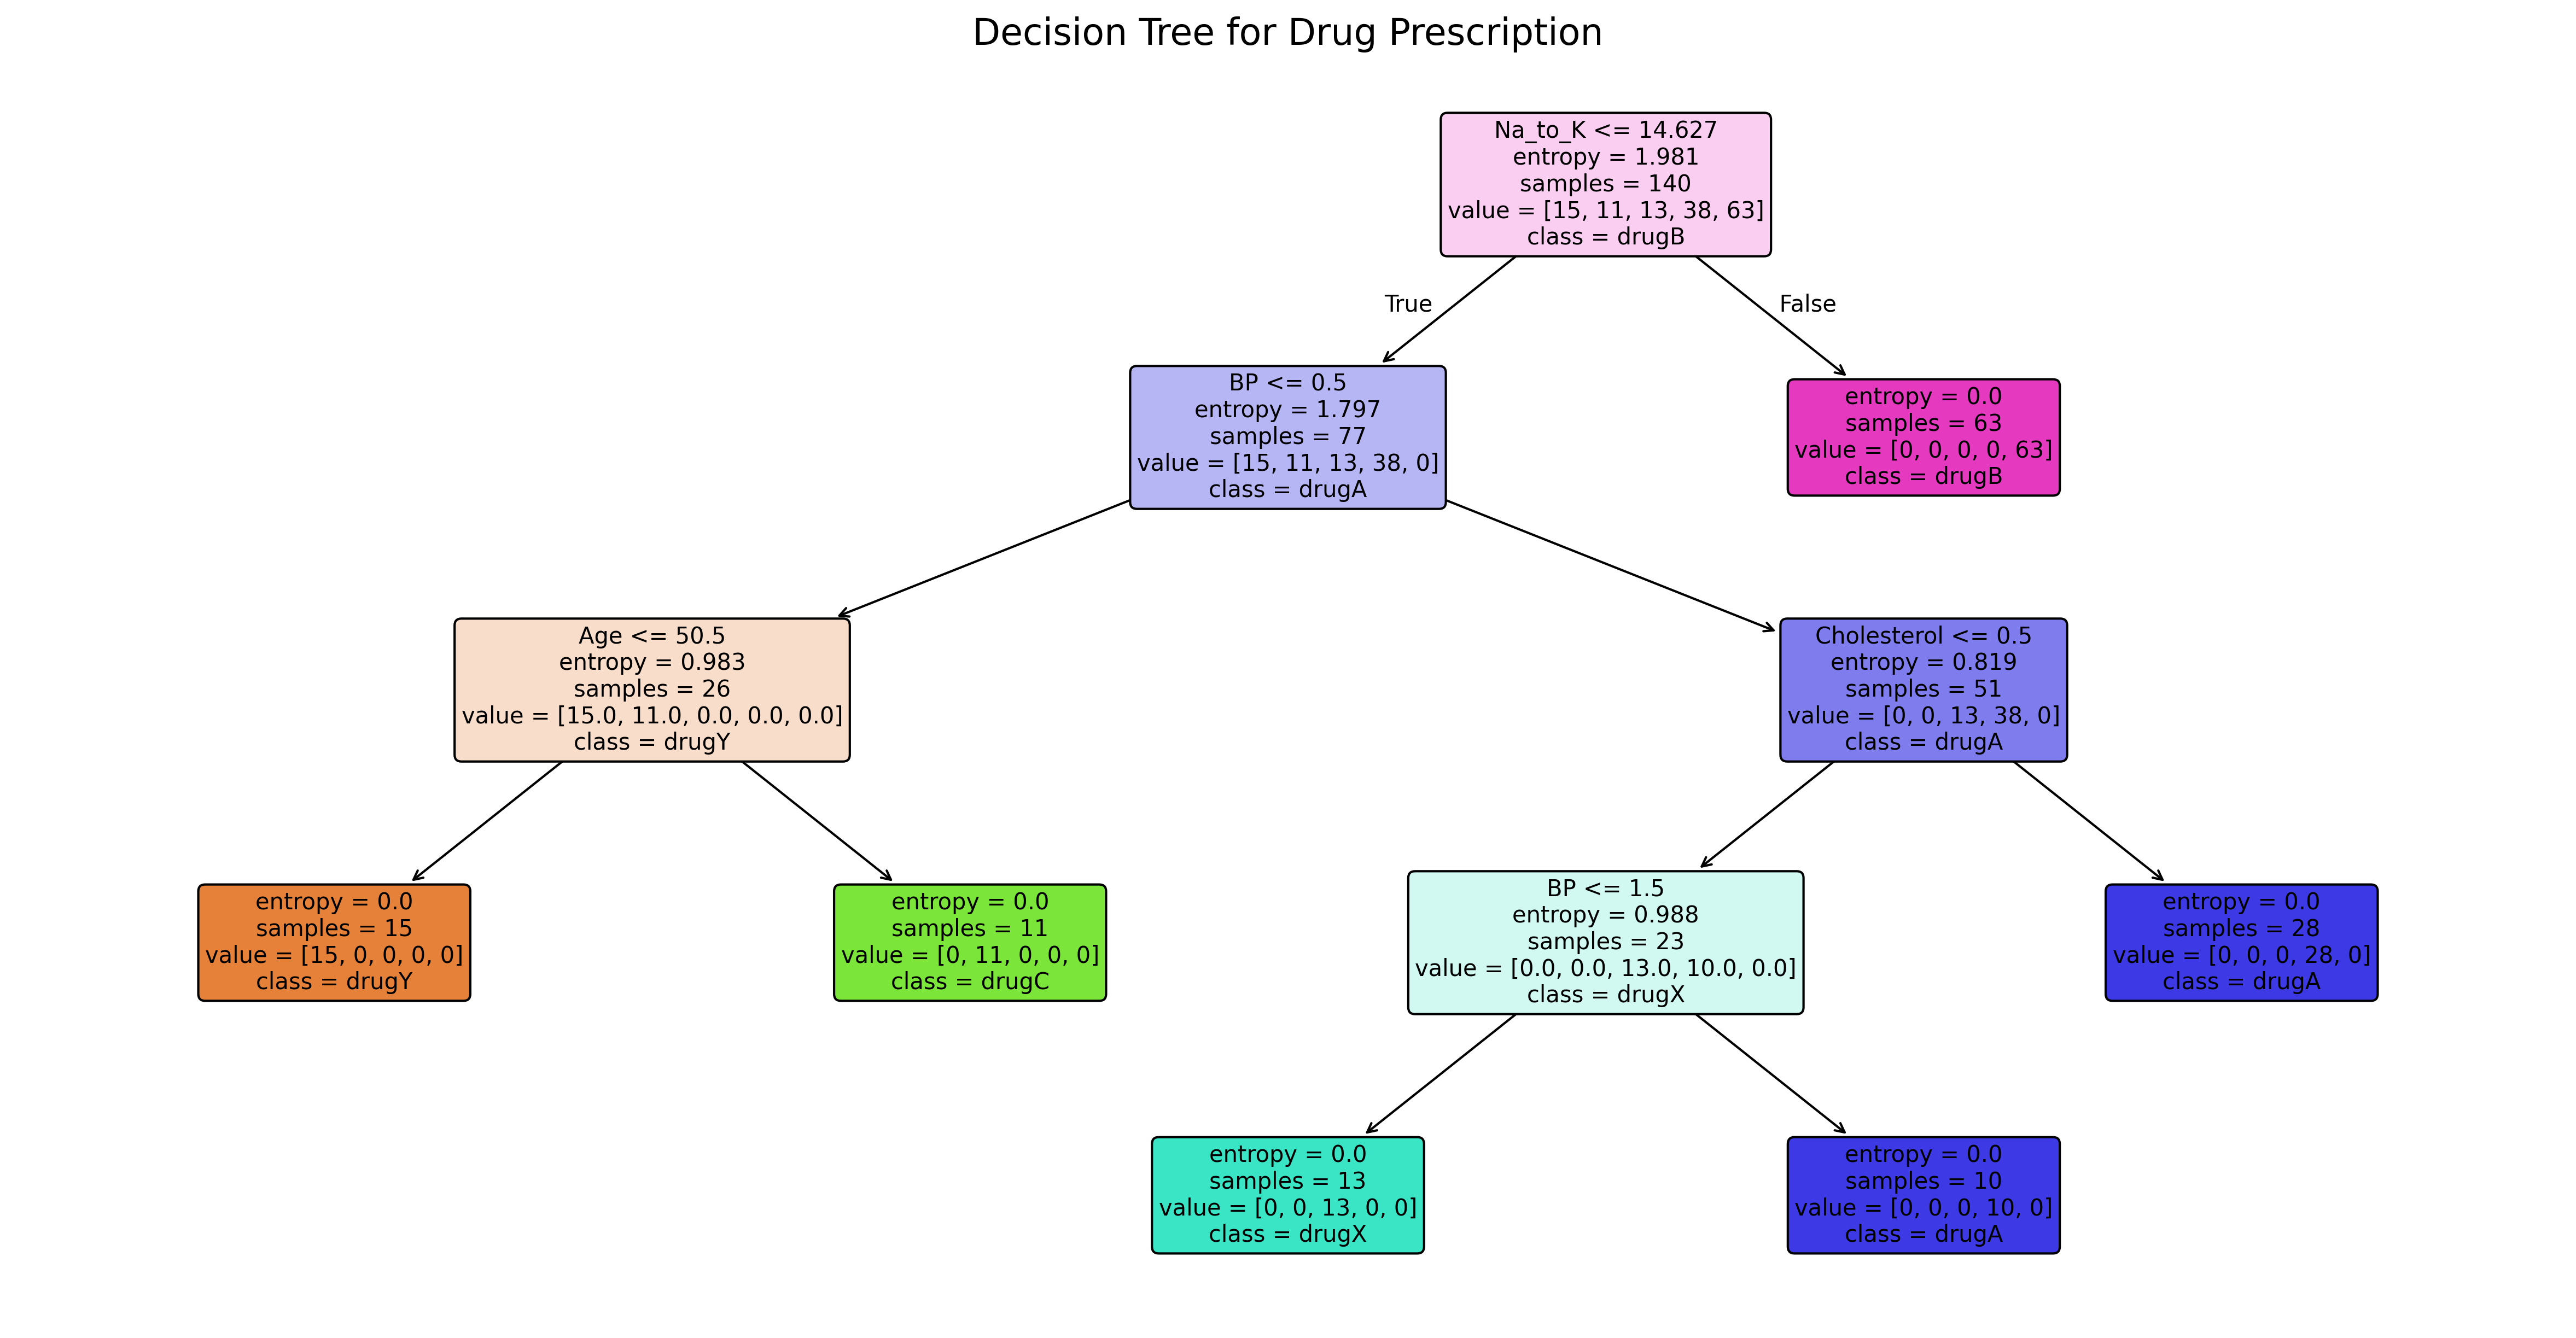 Decision Tree for Drug Prescription
Na_to_K <= 14.627
entropy = 1.981
samples = 140
value = [15, 11, 13, 38, 63]
class = drugB
True
False
BP <= 0.5
entropy = 1.797
samples = 77
value = [15, 11, 13, 38, 0]
class = drugA
entropy = 0.0
samples = 63
value = [0, 0, 0, 0, 63]
class = drugB
Age <= 50.5
entropy = 0.983
samples = 26
value = [15.0, 11.0, 0.0, 0.0, 0.0]
class = drugY
Cholesterol <= 0.5
entropy = 0.819
samples = 51
value = [0, 0, 13, 38, 0]
class = drugA
entropy = 0.0
samples = 15
value = [15, 0, 0, 0, 0]
class = drugY
entropy = 0.0
samples = 11
value = [0, 11, 0, 0, 0]
class = drugC
BP <= 1.5
entropy = 0.988
samples = 23
value = [0.0, 0.0, 13.0, 10.0, 0.0]
class = drugX
entropy = 0.0
samples = 28
value = [0, 0, 0, 28, 0]
class = drugA
entropy = 0.0
samples = 13
value = [0, 0, 13, 0, 0]
class = drugX
entropy = 0.0
samples = 10
value = [0, 0, 0, 10, 0]
class = drugA